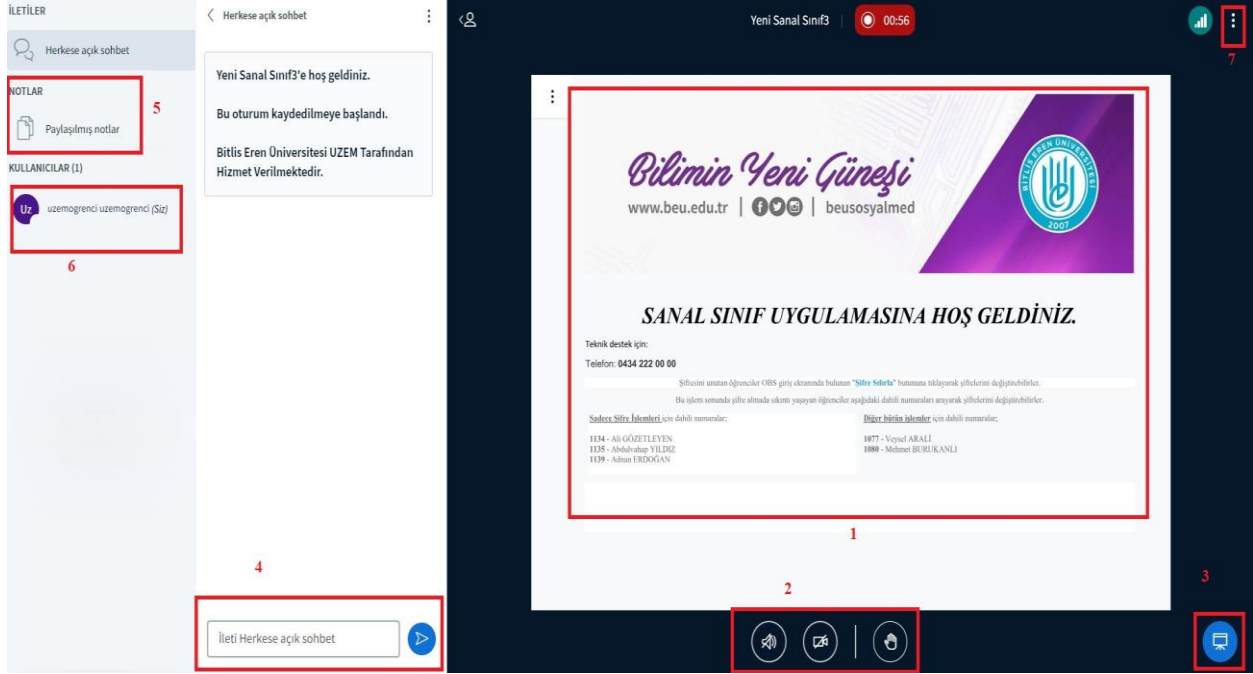 İLETİLER
Herkese açık sohbet
NOTLAR
5
Paylaşılmış notlar
KULLANICILAR (1)
Uz
uzemogrenci uzemogrenci (Siz)
6
Herkese açık sohbet
Yeni Sanal Sınıf3'e hoş geldiniz.
Bu oturum kaydedilmeye başlandı.
Bitlis Eren Üniversitesi UZEM Tarafından
Hizmet Verilmektedir.
4
İleti Herkese açık sohbet
Yeni Sanal Sınıf3
00:56
7
Bilimin Yeni Güneşi
www.beu.edu.tr | | beusosyalmed
BİTLİS EREN ÜNİVERSİTESİ
2007
SANAL SINIF UYGULAMASINA HOŞ GELDİNİZ.
Teknik destek için:
Telefon: 0434 222 00 00
Şifresini unutan öğrenciler OBS giriş ekranında bulunan "Şifre Sıfırla" butonuna tıklayarak şifrelerini değiştirebilirler.
Bu işlem sonunda şifre almada sıkıntı yaşayan öğrenciler aşağıdaki dahili numaraları arayarak şifrelerini değiştirebilirler.
Sadece Şifre İşlemleri için dahili numaralar;
1134 - Ali GÖZETLEYEN
1135 - Abdulvahap YILDIZ
1139 - Adnan ERDOĞAN
Diğer bütün işlemler için dahili numaralar;
1077 - Veysel ARALİ
1080 - Mehmet BURUKANLI
1
2
3